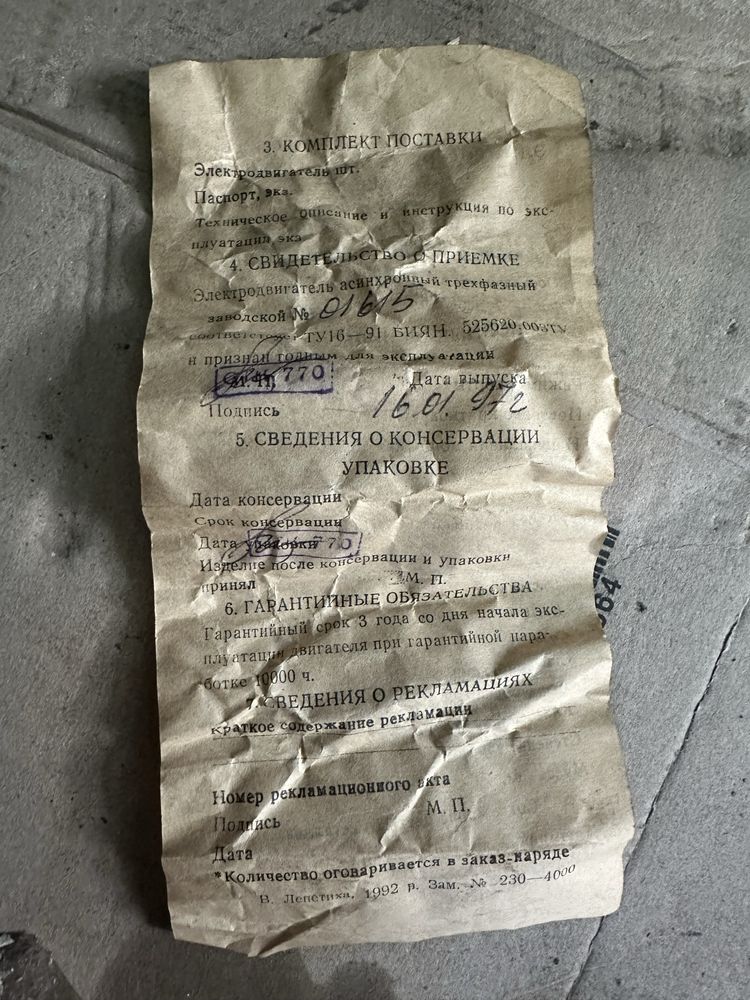 3. КОМПЛЕКТ ПОСТАВКИ
Электродвигатель шт.
Паспорт, экз.
Техническое описание и инструкция по экс-
плуатации экз
4. СВИДЕТЕЛЬСТВО О ПРИЕМКЕ
Электродвигатель асинхронный трехфазный
заводской № 01615
соответствует ТУ16—91 БИЯН. 525620.003ТУ
и признан годным для эксплуатации
М. П. 770 Дата выпуска
Подпись 16.01.97г
5. СВЕДЕНИЯ О КОНСЕРВАЦИИ
УПАКОВКЕ
Дата консервации
Срок консервации
Дата упаковки 770
Изделие после консервации и упаковки
принял М. П.
6. ГАРАНТИЙНЫЕ ОБЯЗАТЕЛЬСТВА
Гарантийный срок 3 года со дня начала экс-
плуатации двигателя при гарантийной нара-
ботке 10000 ч.
7. СВЕДЕНИЯ О РЕКЛАМАЦИЯХ
Краткое содержание рекламации
Номер рекламационного акта
Подпись М. П.
Дата
*Количество оговаривается в заказ-наряде
В. Лепетиха, 1992 р. Зам. № 230—4000